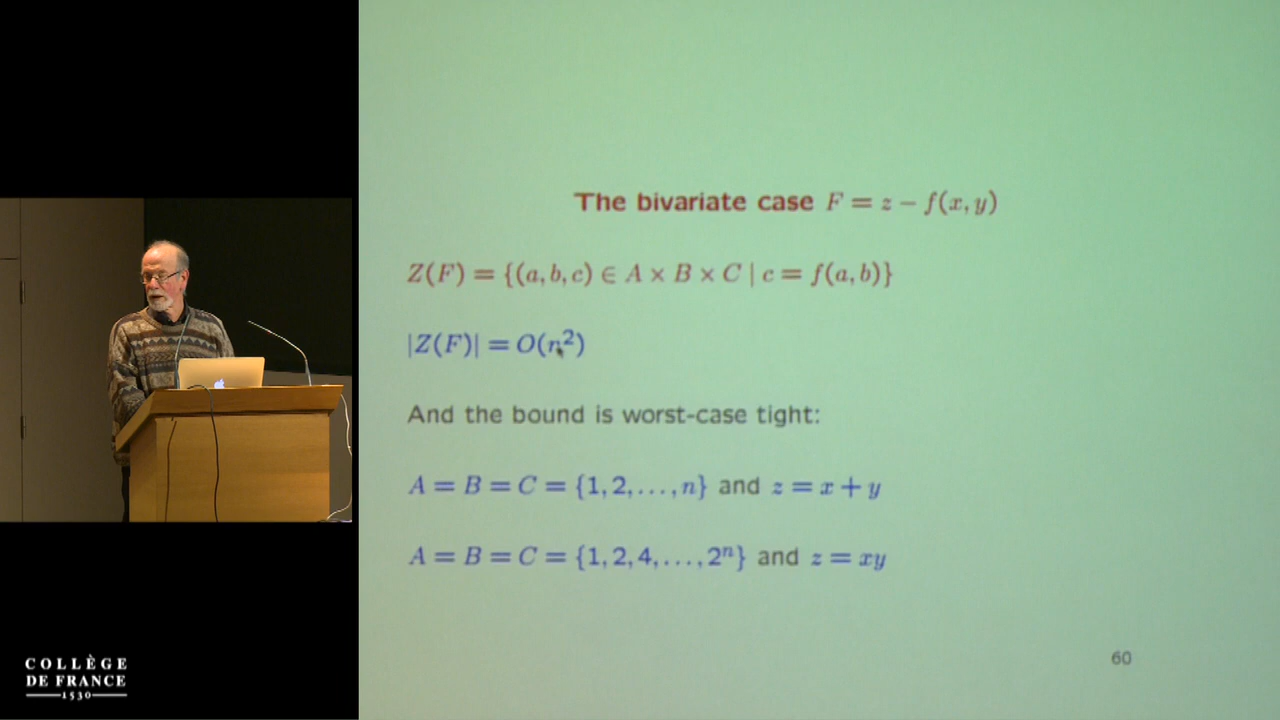 The bivariate case F = z − f(x, y)
Z(F) = {(a, b, c) ∈ A × B × C | c = f(a, b)}
|Z(F)| = O(n²)
And the bound is worst-case tight:
A = B = C = {1, 2, . . . , n} and z = x + y
A = B = C = {1, 2, 4, . . . , 2ⁿ} and z = xy
60
COLLÈGE
DE FRANCE
1530